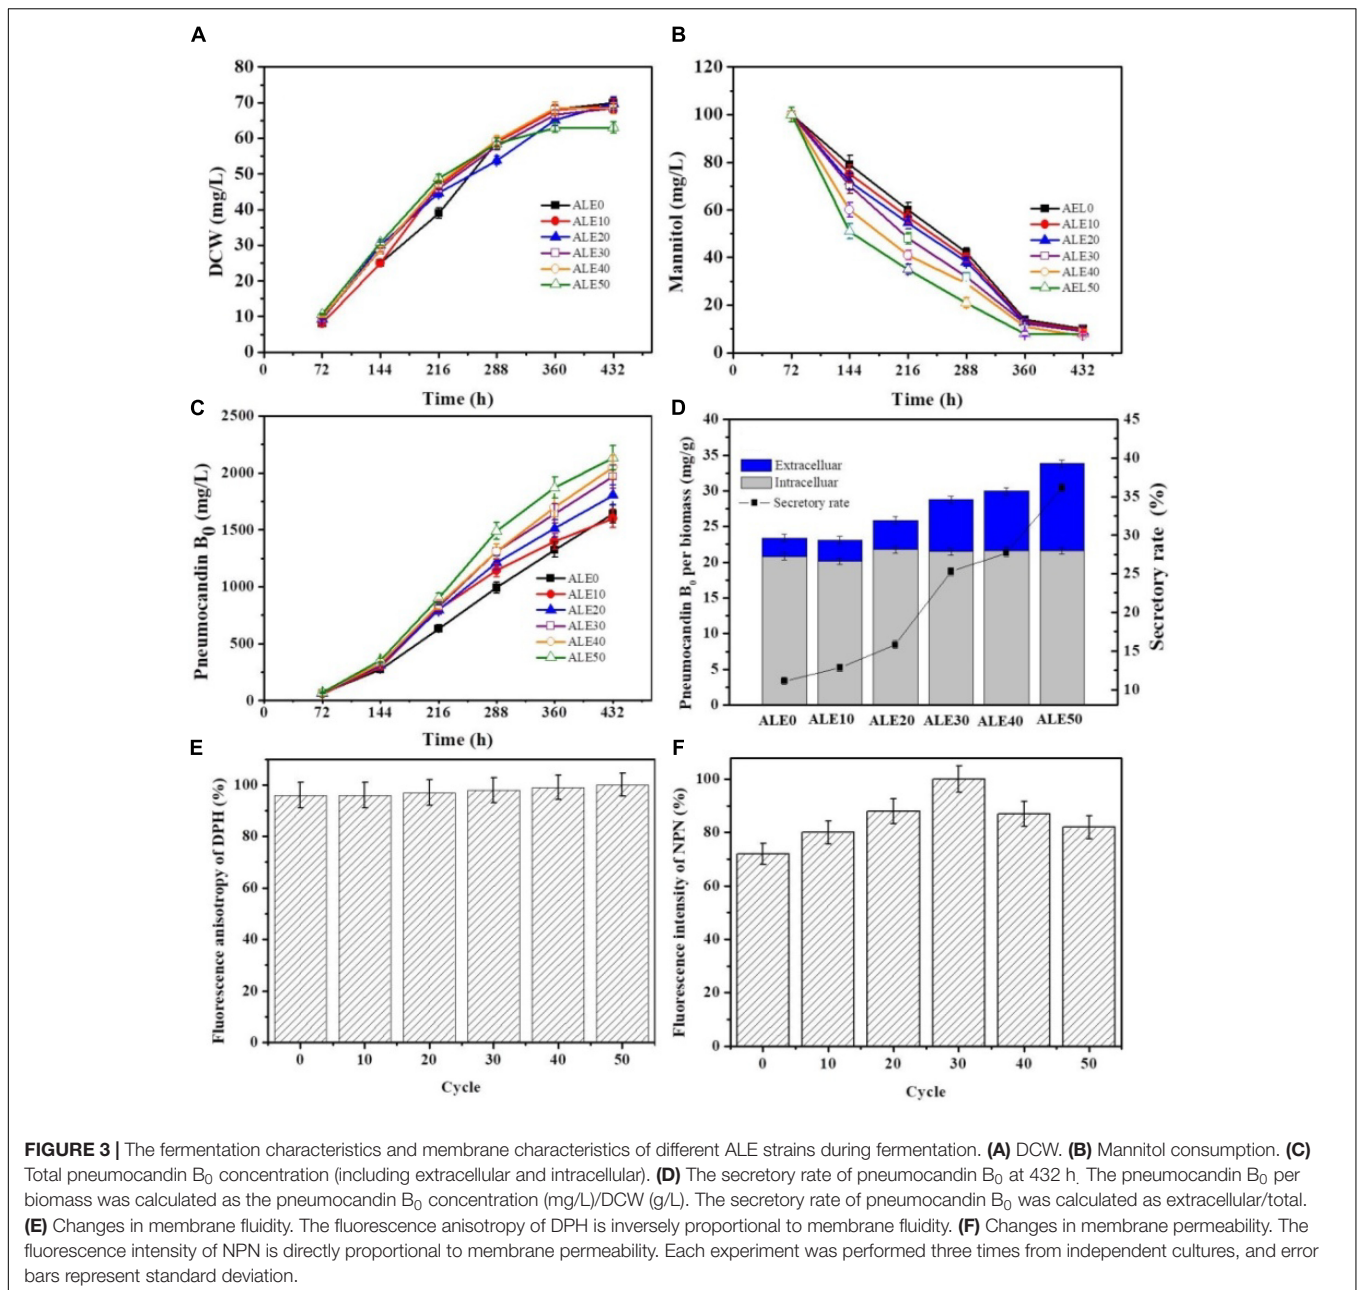 A
DCW (mg/L)
80
70
60
50
40
30
20
10
0
ALE0
ALE10
ALE20
ALE30
ALE40
ALE50
0 72 144 216 288 360 432
Time (h)
B
Mannitol (mg/L)
120
100
80
60
40
20
0
AEL0
ALE10
ALE20
ALE30
ALE40
AEL50
0 72 144 216 288 360 432
Time (h)
C
Pneumocandin B0 (mg/L)
2500
2000
1500
1000
500
0
ALE0
ALE10
ALE20
ALE30
ALE40
ALE50
0 72 144 216 288 360 432
Time (h)
D
Pneumocandin B0 per biomass (mg/g)
40
35
30
25
20
15
10
5
0
Extracelluar
Intracelluar
Secretory rate
45
40
35
30
25
20
15
10
Secretory rate (%)
ALE0 ALE10 ALE20 ALE30 ALE40 ALE50
E
Fluorescence anisotropy of DPH (%)
100
80
60
40
20
0
0 10 20 30 40 50
Cycle
F
Fluorescence intensity of NPN (%)
100
80
60
40
20
0
0 10 20 30 40 50
Cycle
FIGURE 3 | The fermentation characteristics and membrane characteristics of different ALE strains during fermentation. (A) DCW. (B) Mannitol consumption. (C)
Total pneumocandin B0 concentration (including extracellular and intracellular). (D) The secretory rate of pneumocandin B0 at 432 h. The pneumocandin B0 per
biomass was calculated as the pneumocandin B0 concentration (mg/L)/DCW (g/L). The secretory rate of pneumocandin B0 was calculated as extracellular/total.
(E) Changes in membrane fluidity. The fluorescence anisotropy of DPH is inversely proportional to membrane fluidity. (F) Changes in membrane permeability. The
fluorescence intensity of NPN is directly proportional to membrane permeability. Each experiment was performed three times from independent cultures, and error
bars represent standard deviation.